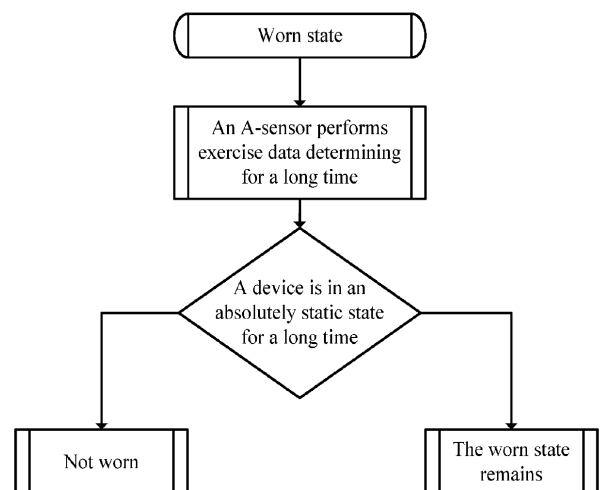 Worn state
An A-sensor performs
exercise data determining
for a long time
A device is in an
absolutely static state
for a long time
Not worn
The worn state
remains